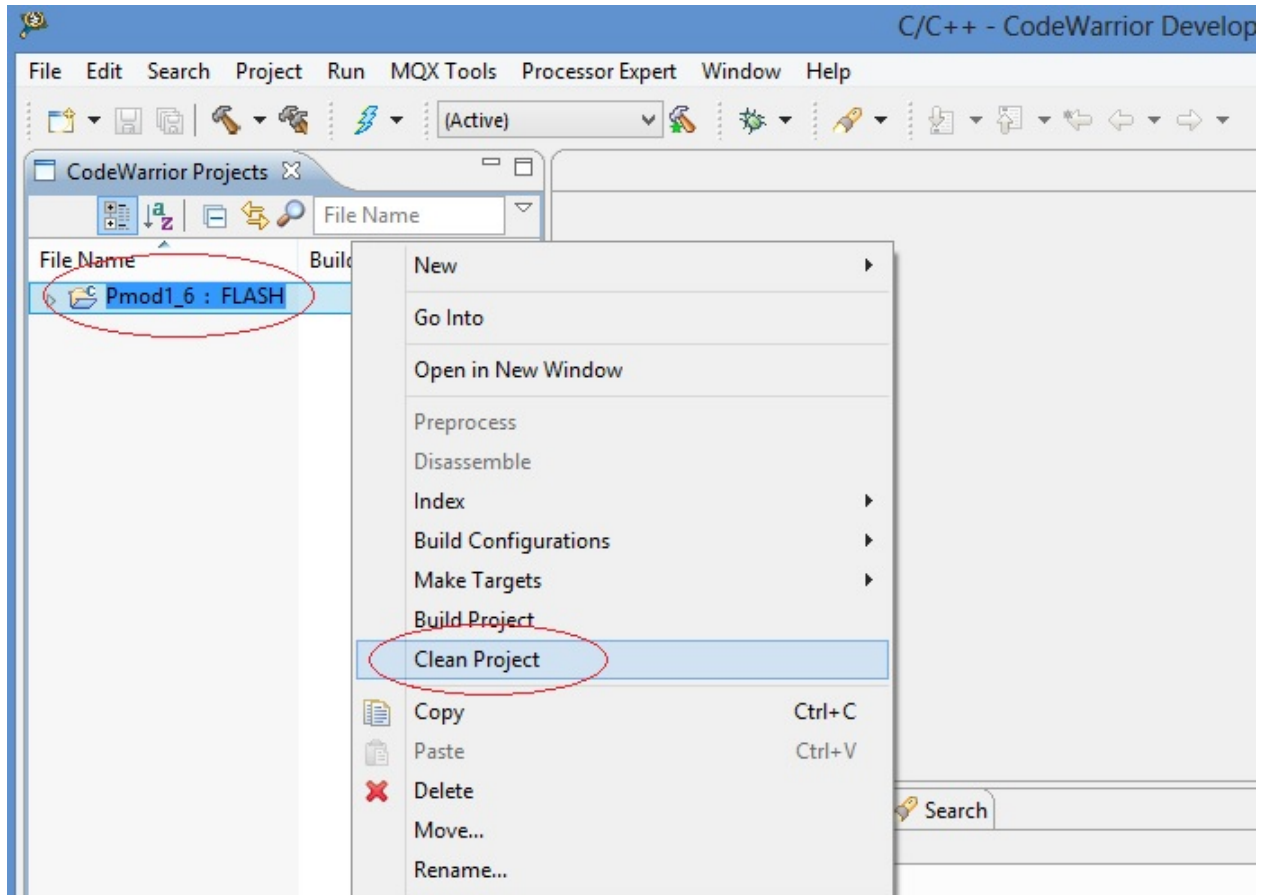 C/C++ - CodeWarrior Develop
File Edit Search Project Run MQX Tools Processor Expert Window Help
(Active)
CodeWarrior Projects
File Name
File Name Build
Pmod1_6 : FLASH
New
Go Into
Open in New Window
Preprocess
Disassemble
Index
Build Configurations
Make Targets
Build Project
Clean Project
Copy Ctrl+C
Paste Ctrl+V
Delete
Move...
Rename...
Search